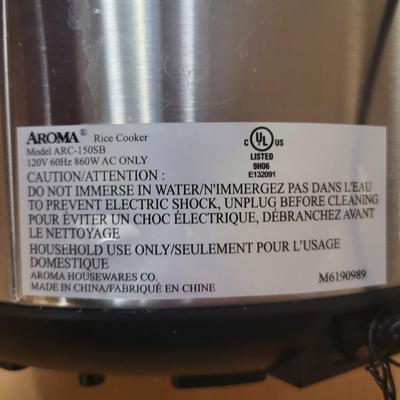 AROMA® Rice Cooker
Model ARC-150SB
120V 60Hz 860W AC ONLY
C UL US
LISTED
9H06
E132091
CAUTION/ATTENTION :
DO NOT IMMERSE IN WATER/N'IMMERGEZ PAS DANS L'EAU
TO PREVENT ELECTRIC SHOCK, UNPLUG BEFORE CLEANING
POUR ÉVITER UN CHOC ÉLECTRIQUE, DÉBRANCHEZ AVANT
LE NETTOYAGE
HOUSEHOLD USE ONLY/SEULEMENT POUR L'USAGE
DOMESTIQUE
AROMA HOUSEWARES CO.
MADE IN CHINA/FABRIQUÉ EN CHINE
M6190989